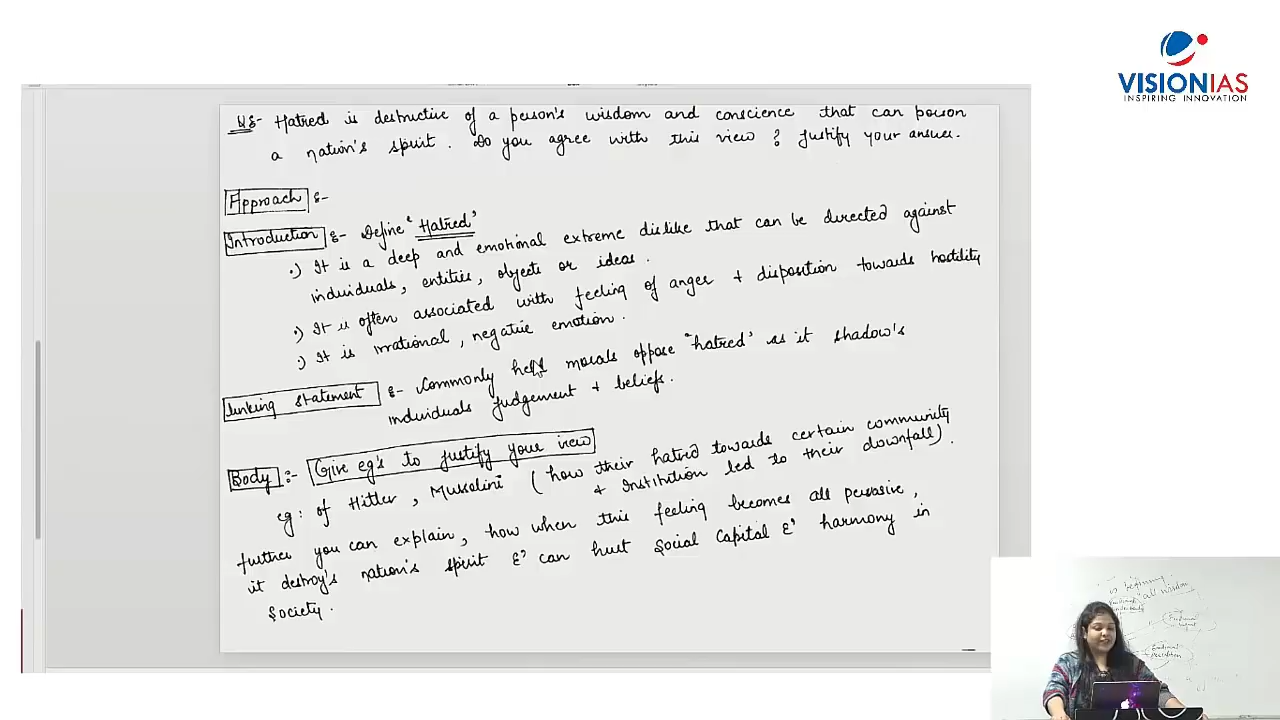 VISIONIAS
INSPIRING INNOVATION
Q:- Hatred is destructive of a person's wisdom and conscience that can poison
a nation's spirit. Do you agree with this view? Justify your answer.
Approach :-
Introduction :- Define "Hatred"
.) It is a deep and emotional extreme dislike that can be directed against
individuals, entities, objects or ideas.
.) It is often associated with feeling of anger + disposition towards hostility
.) It is irrational, negative emotion.
Linking statement :- Commonly held morals oppose "hatred" as it shadow's
individuals judgement + beliefs.
Body :- Give eg's to justify your view
eg: of Hitler, Mussolini (how their hatred towards certain community
+ institution led to their downfall).
further you can explain, how when this feeling becomes all pervasive,
it destroy's nation's spirit & can hurt social capital & harmony in
society.
all wisdom